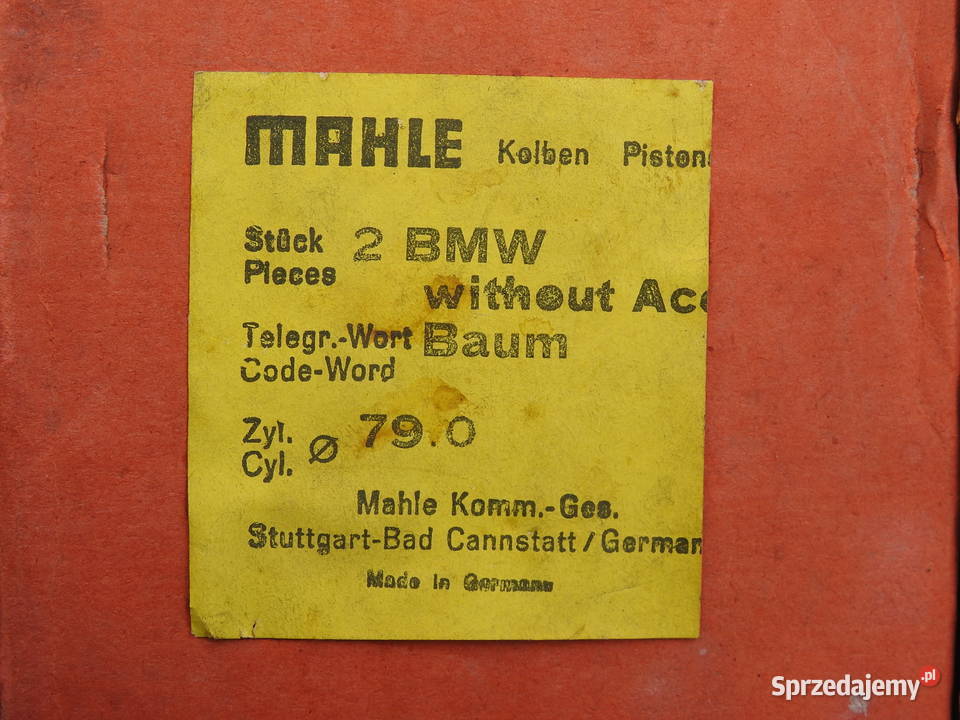 MAHLE Kolben Pistons
Stück 2 BMW
Pieces
without Acc
Telegr.-Wort Baum
Code-Word
Zyl. ø 79.0
Cyl.
Mahle Komm.-Ges.
Stuttgart-Bad Cannstatt / German
Made in Germany
Sprzedajemy.pl